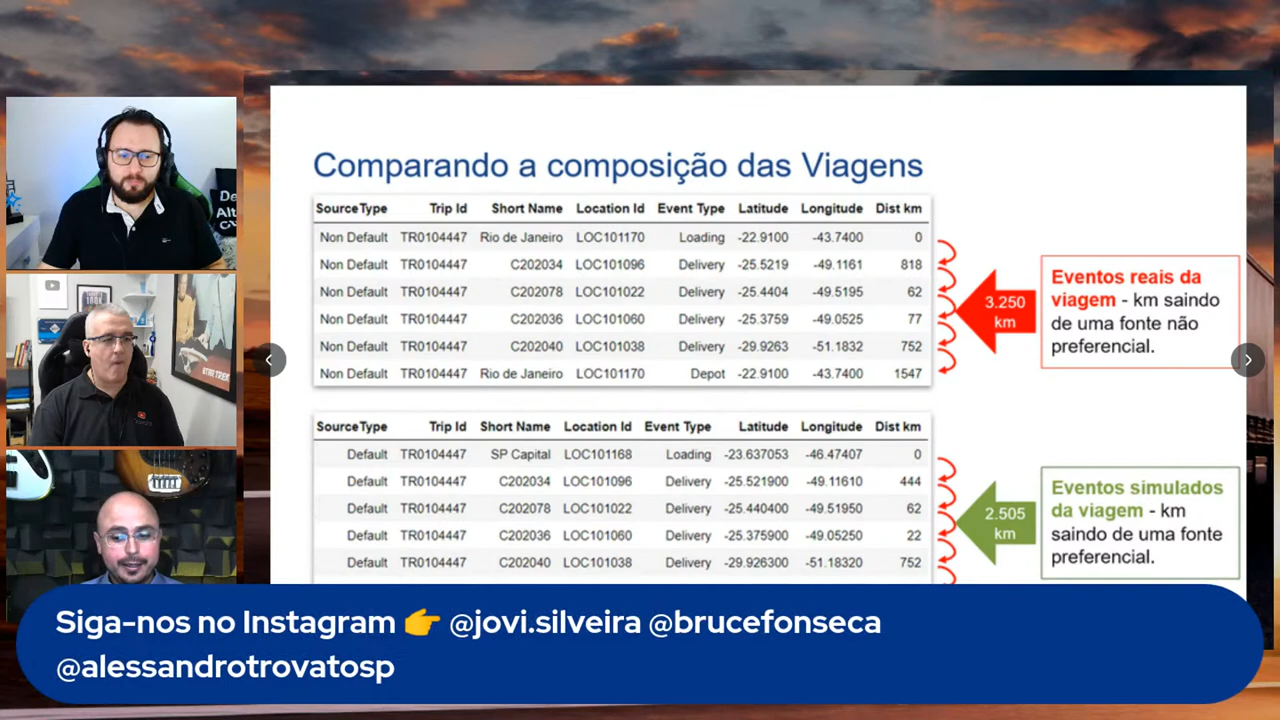 Comparando a composição das Viagens
SourceType Trip Id Short Name Location Id Event Type Latitude Longitude Dist km
Non Default TR0104447 Rio de Janeiro LOC101170 Loading -22.9100 -43.7400 0
Non Default TR0104447 C202034 LOC101096 Delivery -25.5219 -49.1161 818
Non Default TR0104447 C202078 LOC101022 Delivery -25.4404 -49.5195 62
Non Default TR0104447 C202036 LOC101060 Delivery -25.3759 -49.0525 77
Non Default TR0104447 C202040 LOC101038 Delivery -29.9263 -51.1832 752
Non Default TR0104447 Rio de Janeiro LOC101170 Depot -22.9100 -43.7400 1547
3.250
km
Eventos reais da
viagem - km saindo
de uma fonte não
preferencial.
SourceType Trip Id Short Name Location Id Event Type Latitude Longitude Dist km
Default TR0104447 SP Capital LOC101168 Loading -23.637053 -46.47407 0
Default TR0104447 C202034 LOC101096 Delivery -25.521900 -49.11610 444
Default TR0104447 C202078 LOC101022 Delivery -25.440400 -49.51950 62
Default TR0104447 C202036 LOC101060 Delivery -25.375900 -49.05250 22
Default TR0104447 C202040 LOC101038 Delivery -29.926300 -51.18320 752
2.505
km
Eventos simulados
da viagem - km
saindo de uma fonte
preferencial.
STAR TREK
Siga-nos no Instagram 👉 @jovi.silveira @brucefonseca
@alessandrotrovatosp